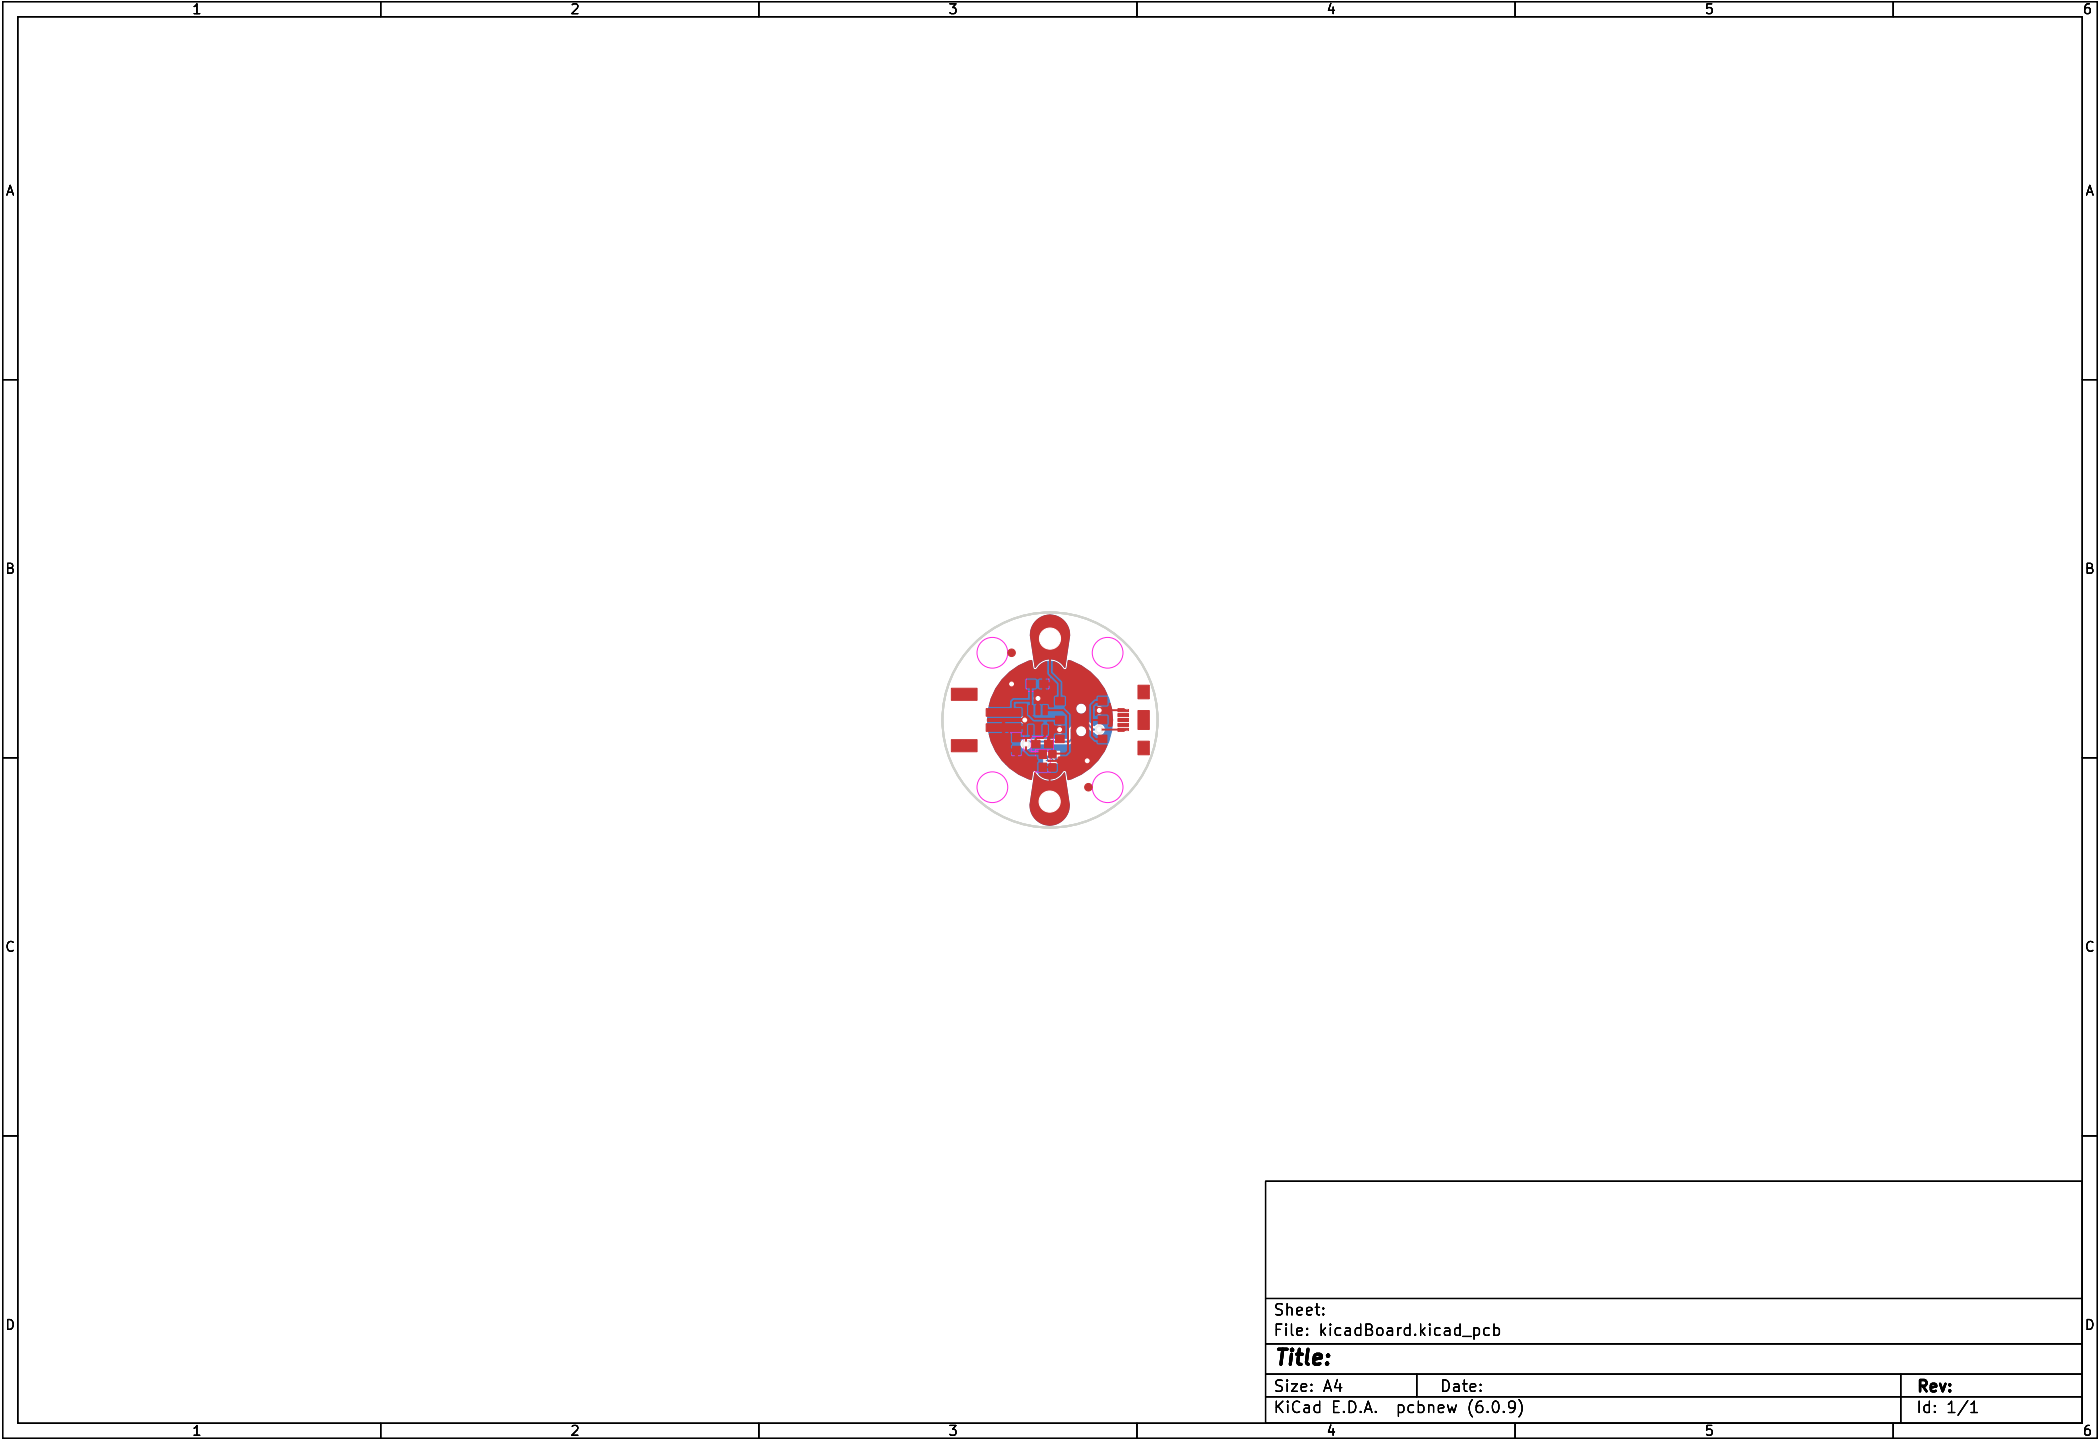 1 2 3 4 5 6
A A
B B
C C
Sheet:
File: kicadBoard.kicad_pcb
D D
Title:
Size: A4 Date: Rev:
KiCad E.D.A. pcbnew (6.0.9) Id: 1/1
1 2 3 4 5 6